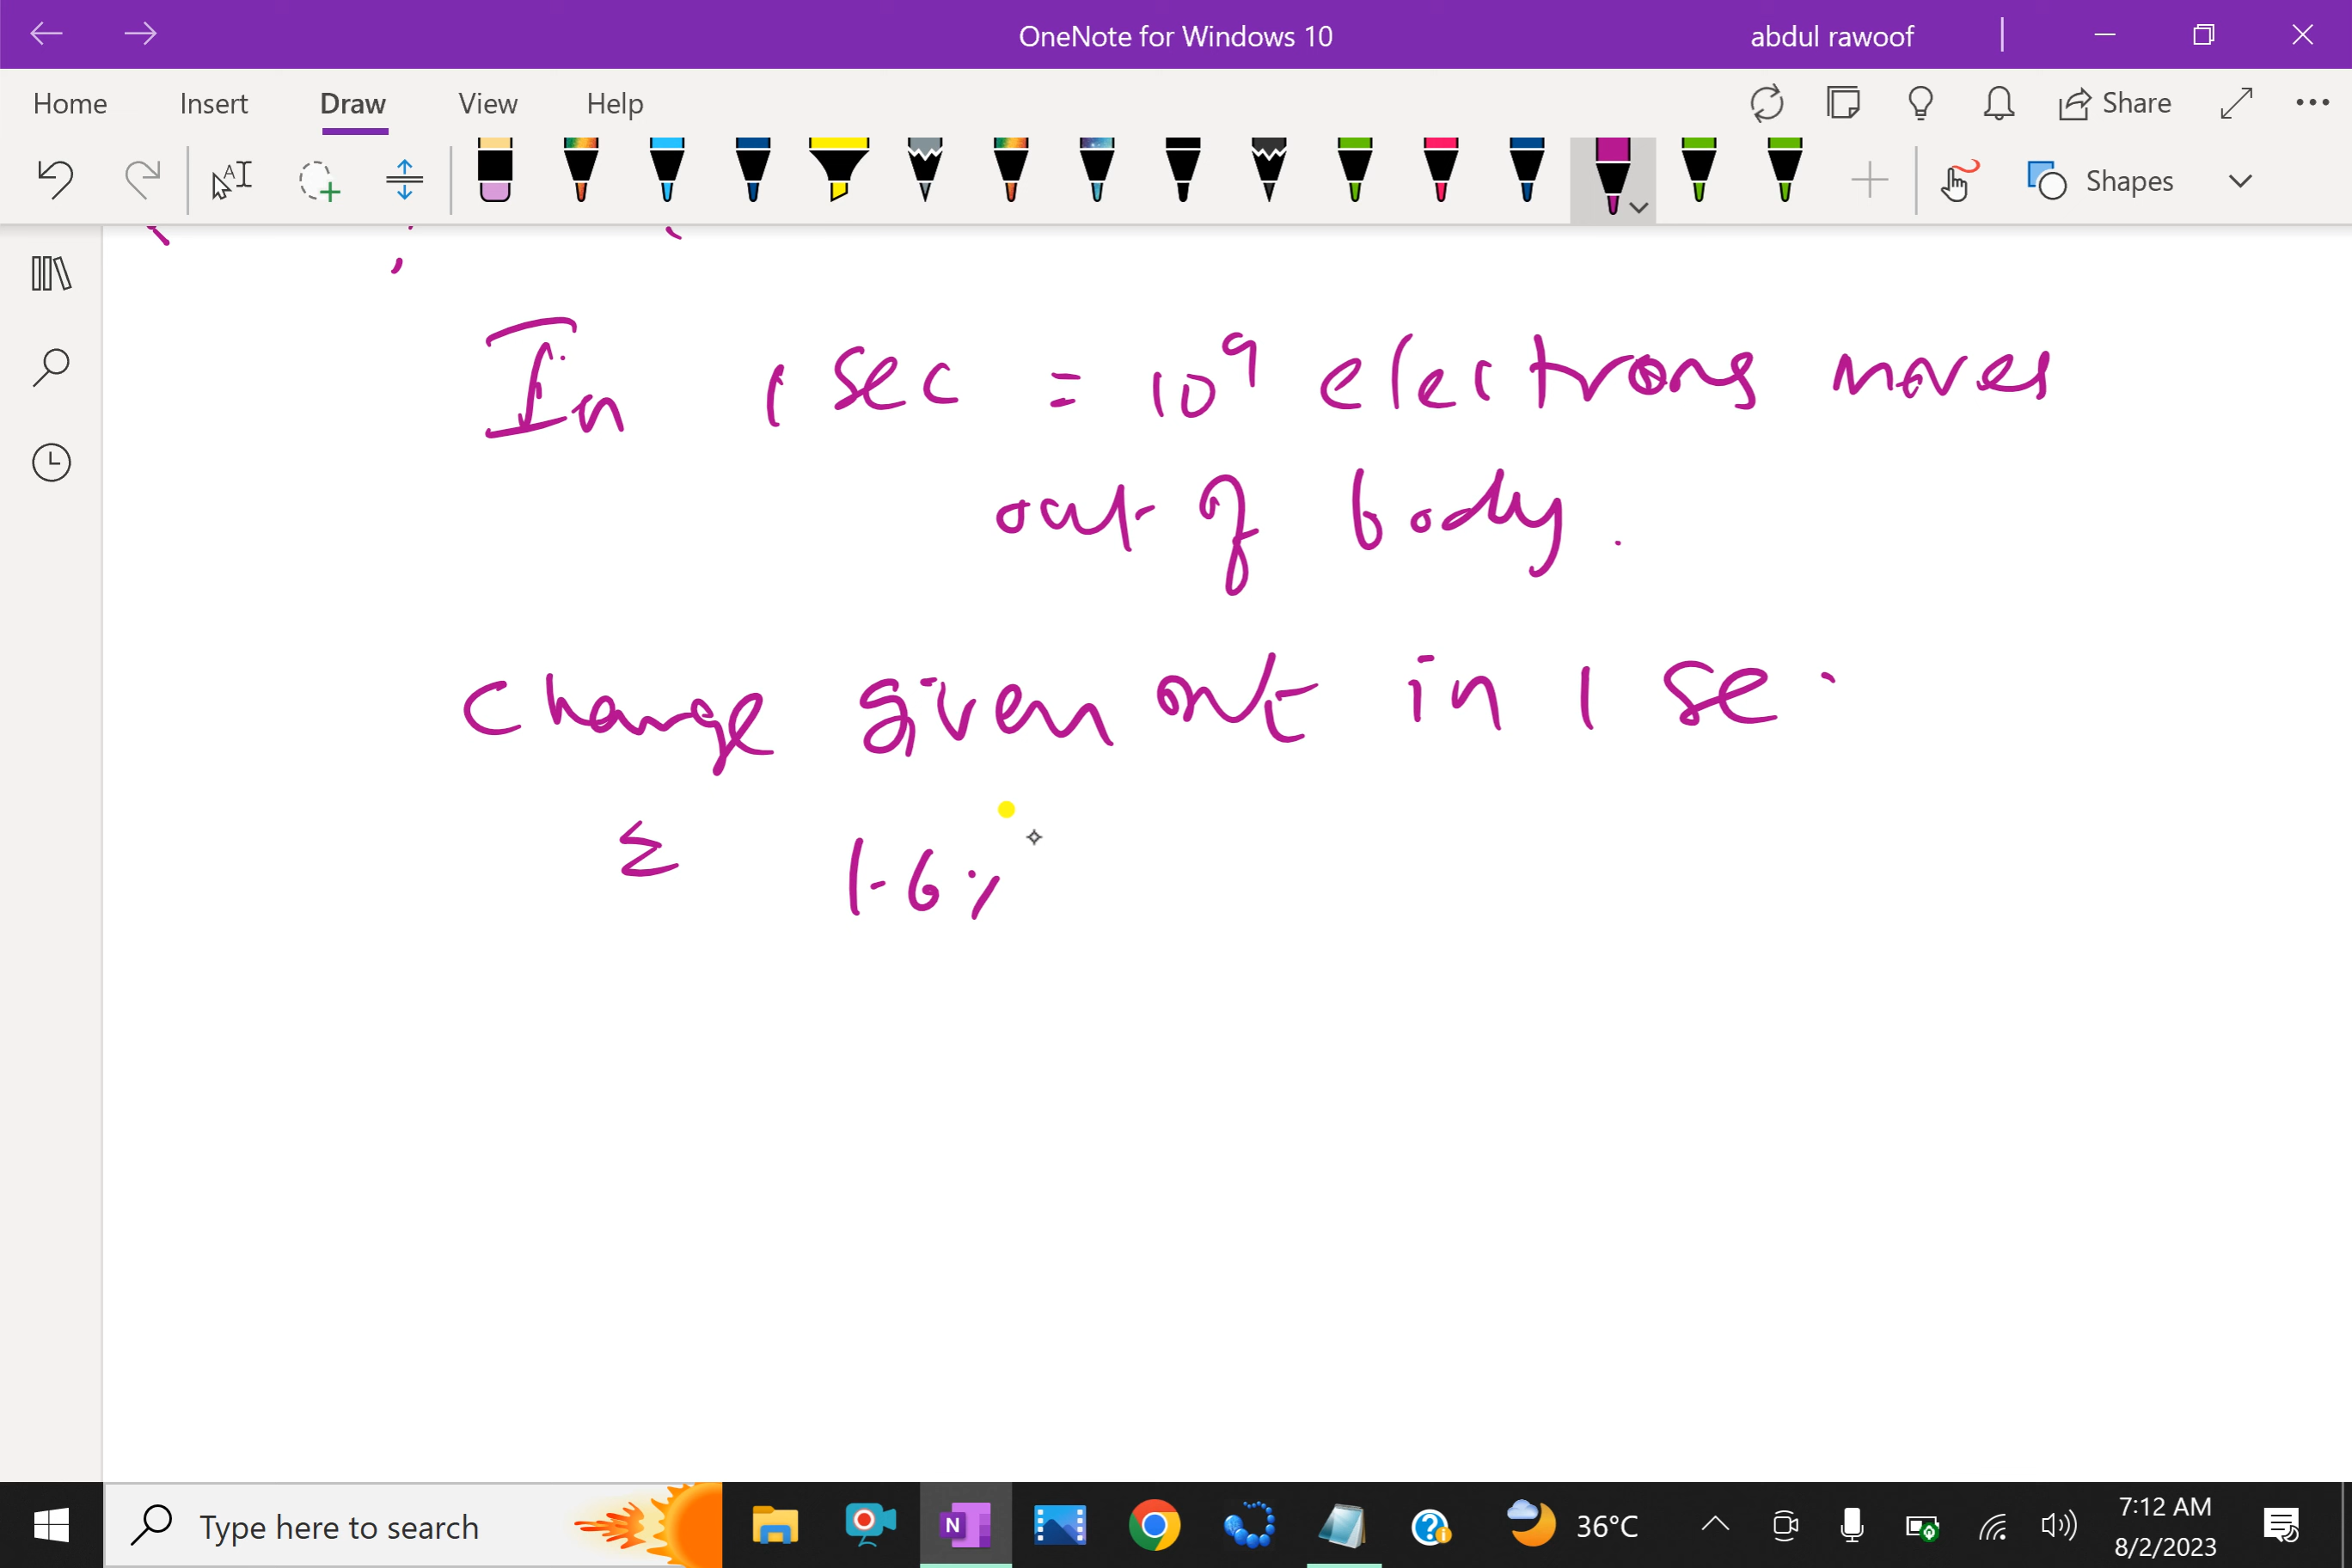 OneNote for Windows 10
abdul rawoof
Home Insert Draw View Help
Share
Shapes
In 1 sec = 10⁹ electrons moves
out of body.
Charge given out in 1 se.
= 1.6
N
Type here to search
36°C
7:12 AM
8/2/2023